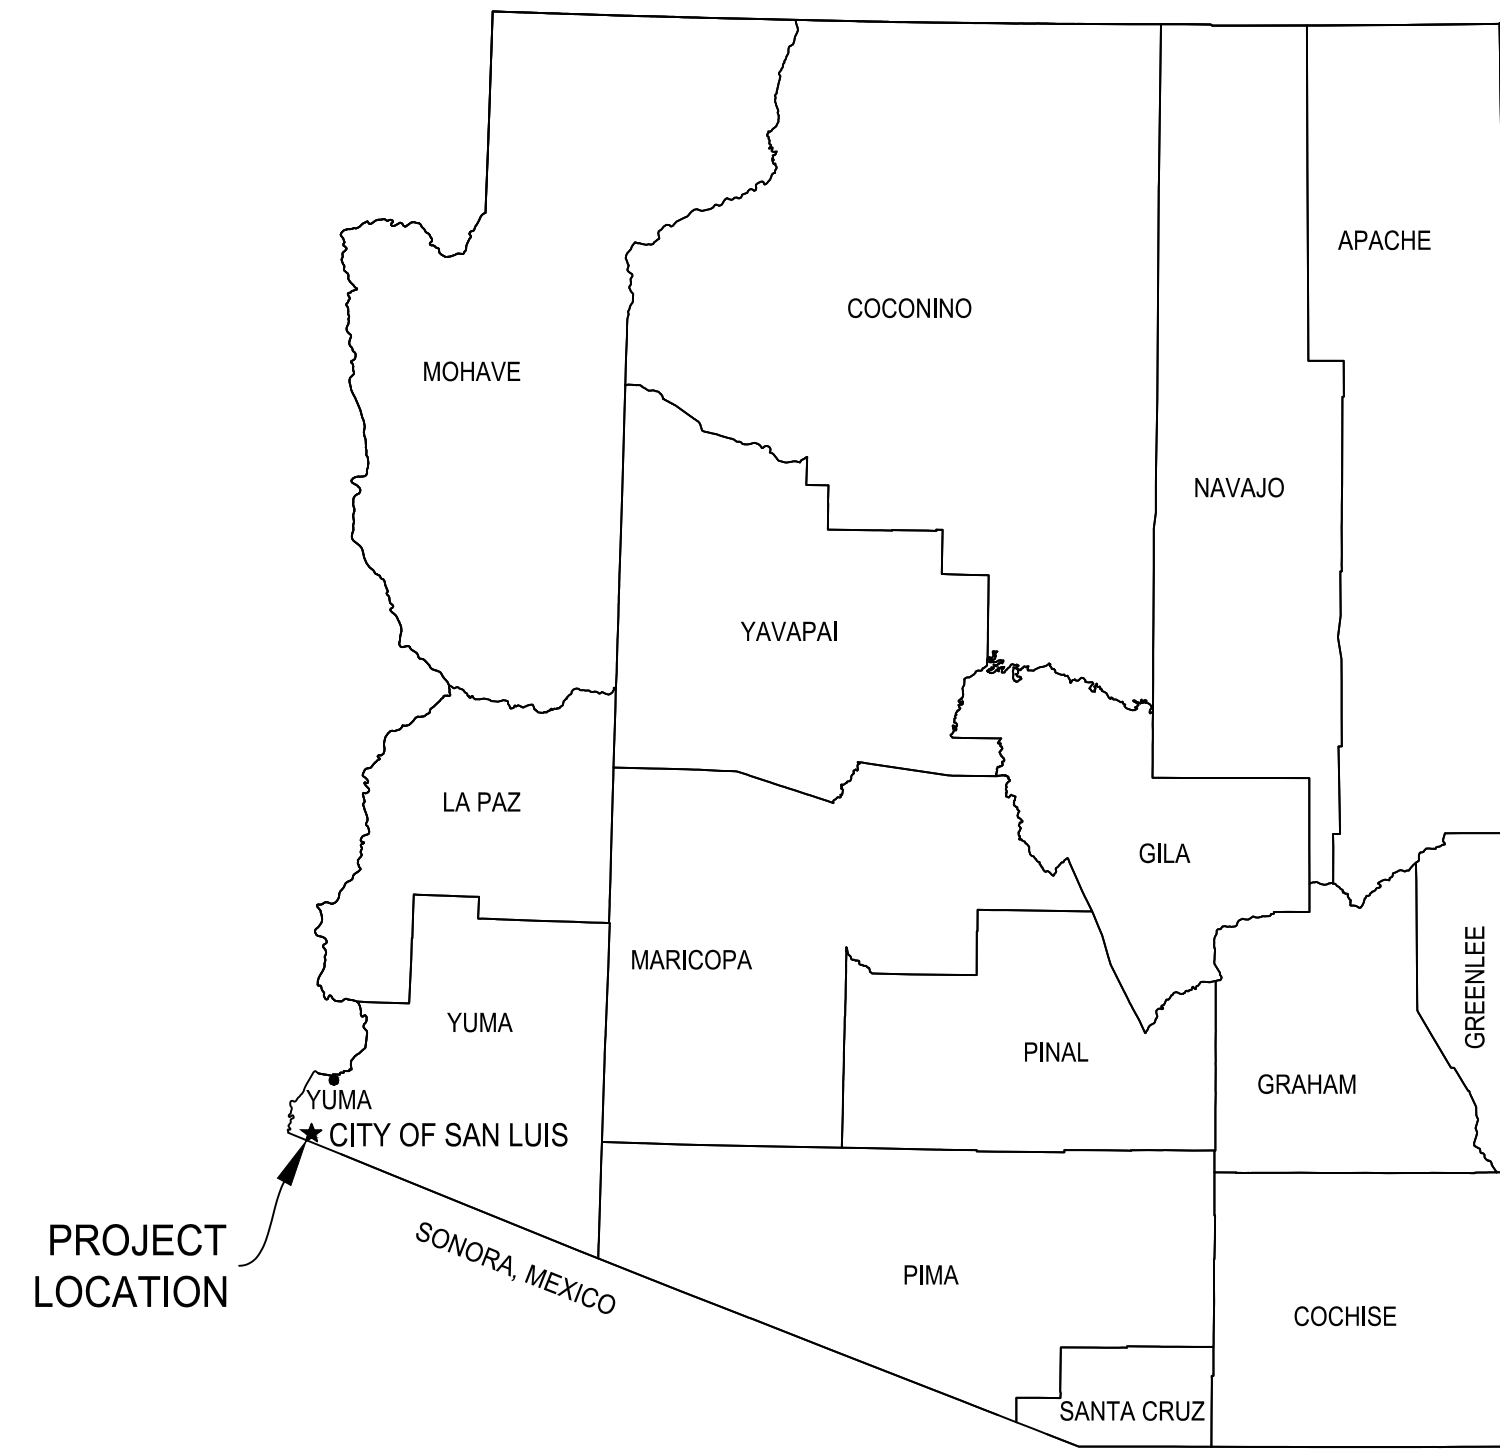 APACHE
COCONINO
MOHAVE
NAVAJO
YAVAPAI
LA PAZ
GILA
MARICOPA
GREENLEE
YUMA
PINAL
GRAHAM
YUMA
CITY OF SAN LUIS
PROJECT
LOCATION
SONORA, MEXICO
PIMA
COCHISE
SANTA CRUZ